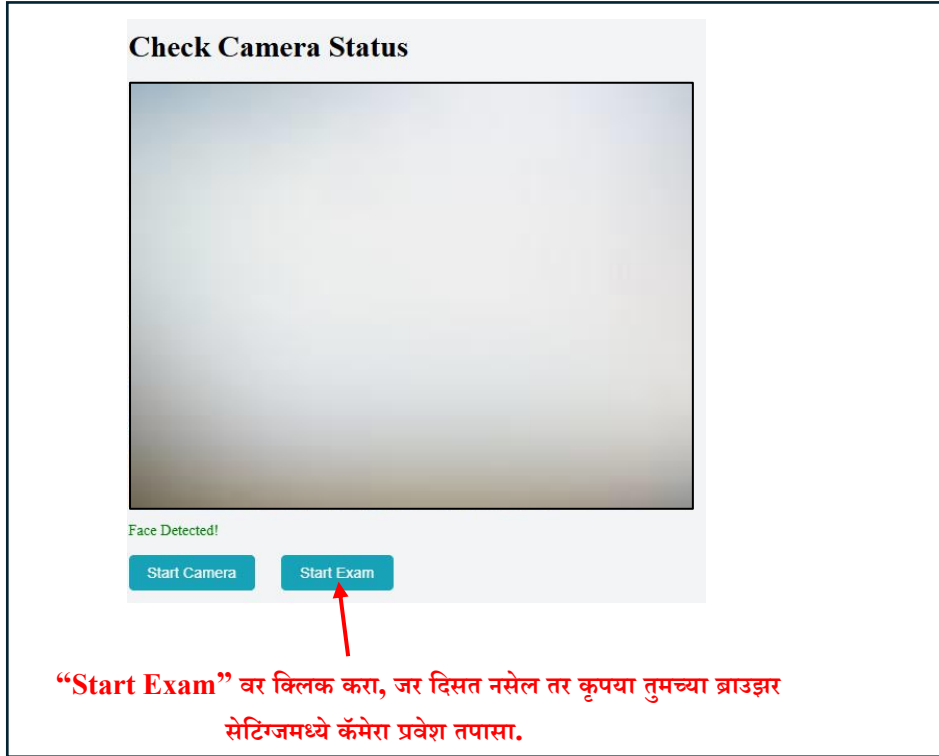 Check Camera Status
Face Detected!
Start Camera
Start Exam
“Start Exam” वर क्लिक करा, जर दिसत नसेल तर कृपया तुमच्या ब्राउझर
सेटिंग्जमध्ये कॅमेरा प्रवेश तपासा.